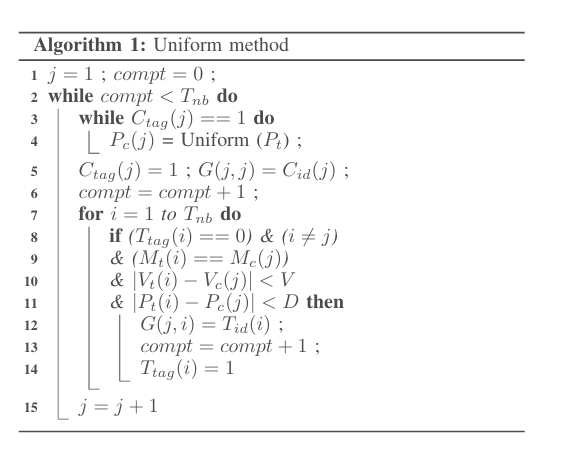 Algorithm 1: Uniform method
1 j = 1 ; compt = 0 ;
2 while compt < T_{nb} do
3 while C_{tag}(j) == 1 do
4 P_c(j) = Uniform (P_t) ;
5 C_{tag}(j) = 1 ; G(j, j) = C_{id}(j) ;
6 compt = compt + 1 ;
7 for i = 1 to T_{nb} do
8 if (T_{tag}(i) == 0) & (i ≠ j)
9 & (M_t(i) == M_c(j))
10 & |V_t(i) − V_c(j)| < V
11 & |P_t(i) − P_c(j)| < D then
12 G(j, i) = T_{id}(i) ;
13 compt = compt + 1 ;
14 T_{tag}(i) = 1
15 j = j + 1